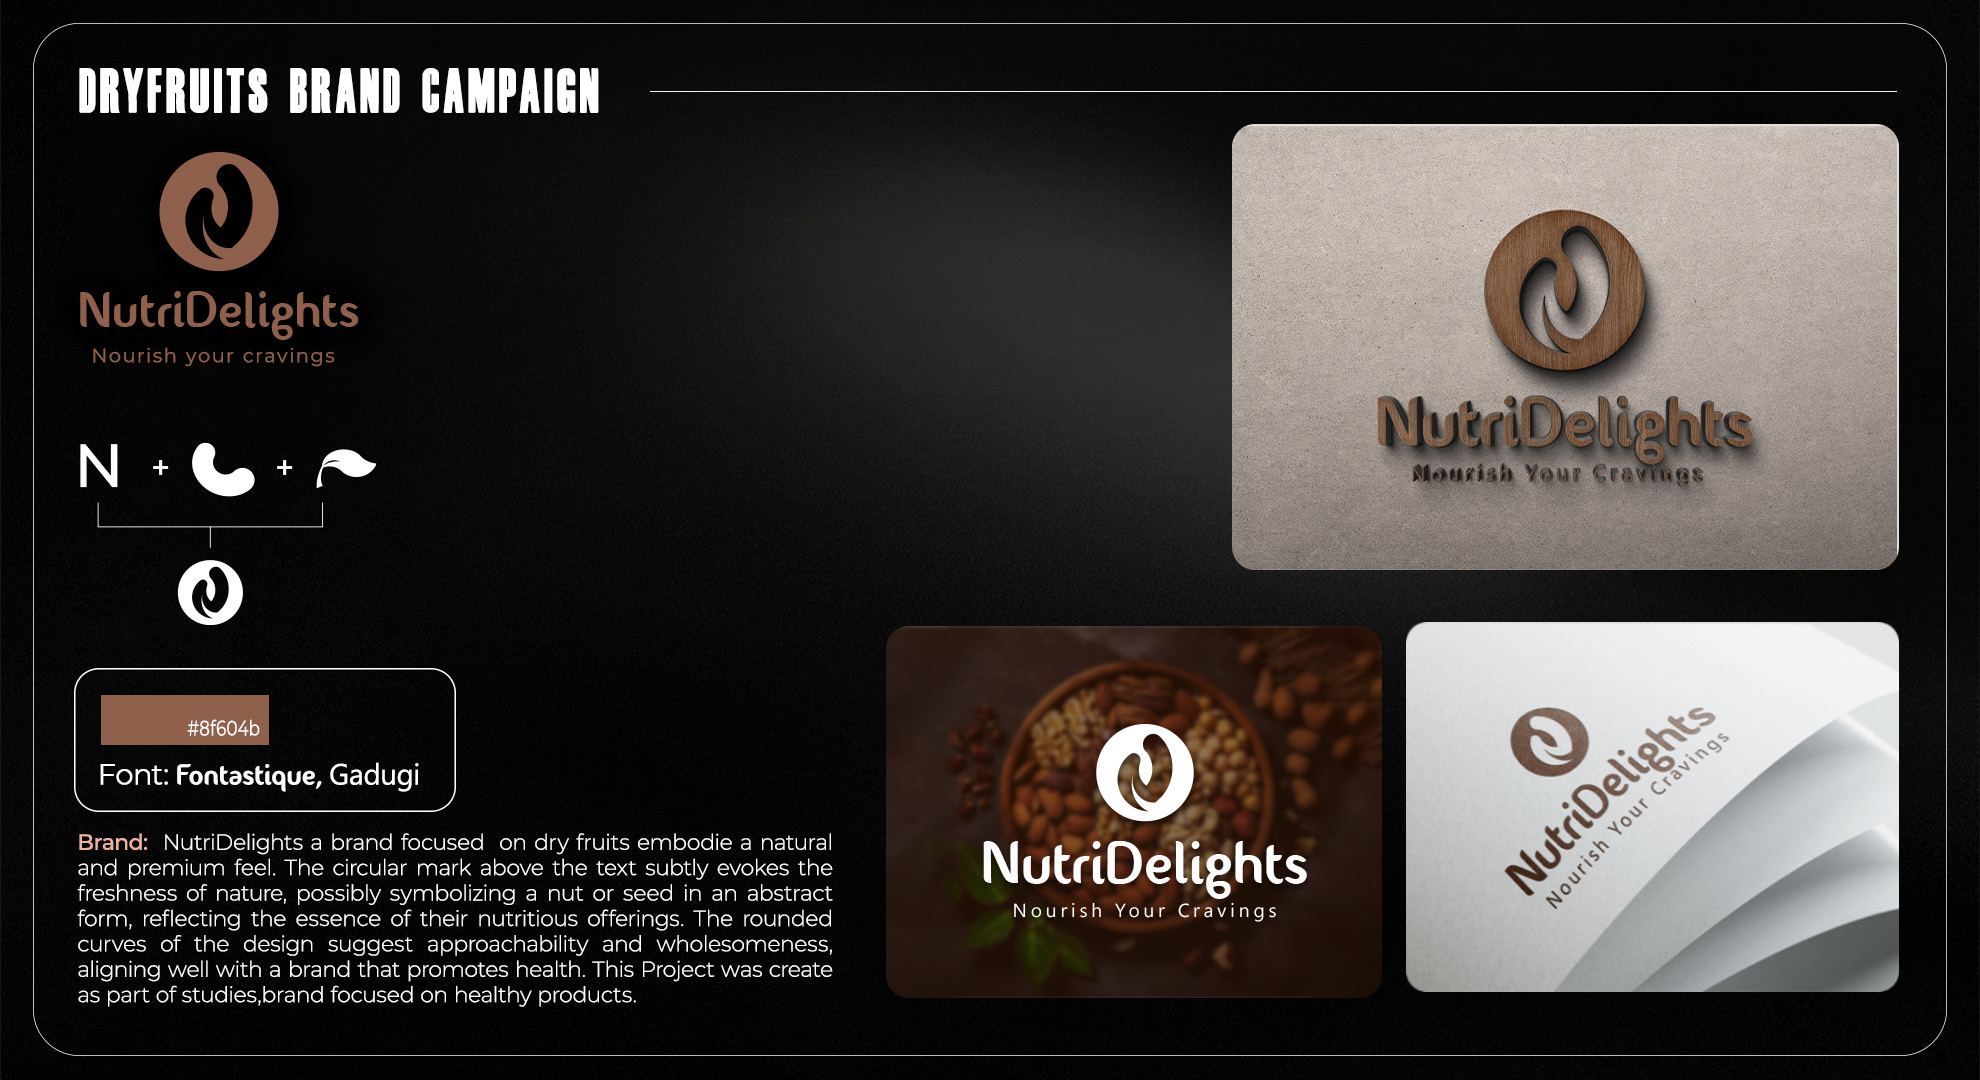 DRYFRUITS BRAND CAMPAIGN
NutriDelights
Nourish your cravings
N + +
#8f604b
Font: Fontastique, Gadugi
Brand: NutriDelights a brand focused on dry fruits embodie a natural
and premium feel. The circular mark above the text subtly evokes the
freshness of nature, possibly symbolizing a nut or seed in an abstract
form, reflecting the essence of their nutritious offerings. The rounded
curves of the design suggest approachability and wholesomeness,
aligning well with a brand that promotes health. This Project was create
as part of studies,brand focused on healthy products.
NutriDelights
Nourish Your Cravings
NutriDelights
Nourish Your Cravings
NutriDelights
Nourish Your Cravings